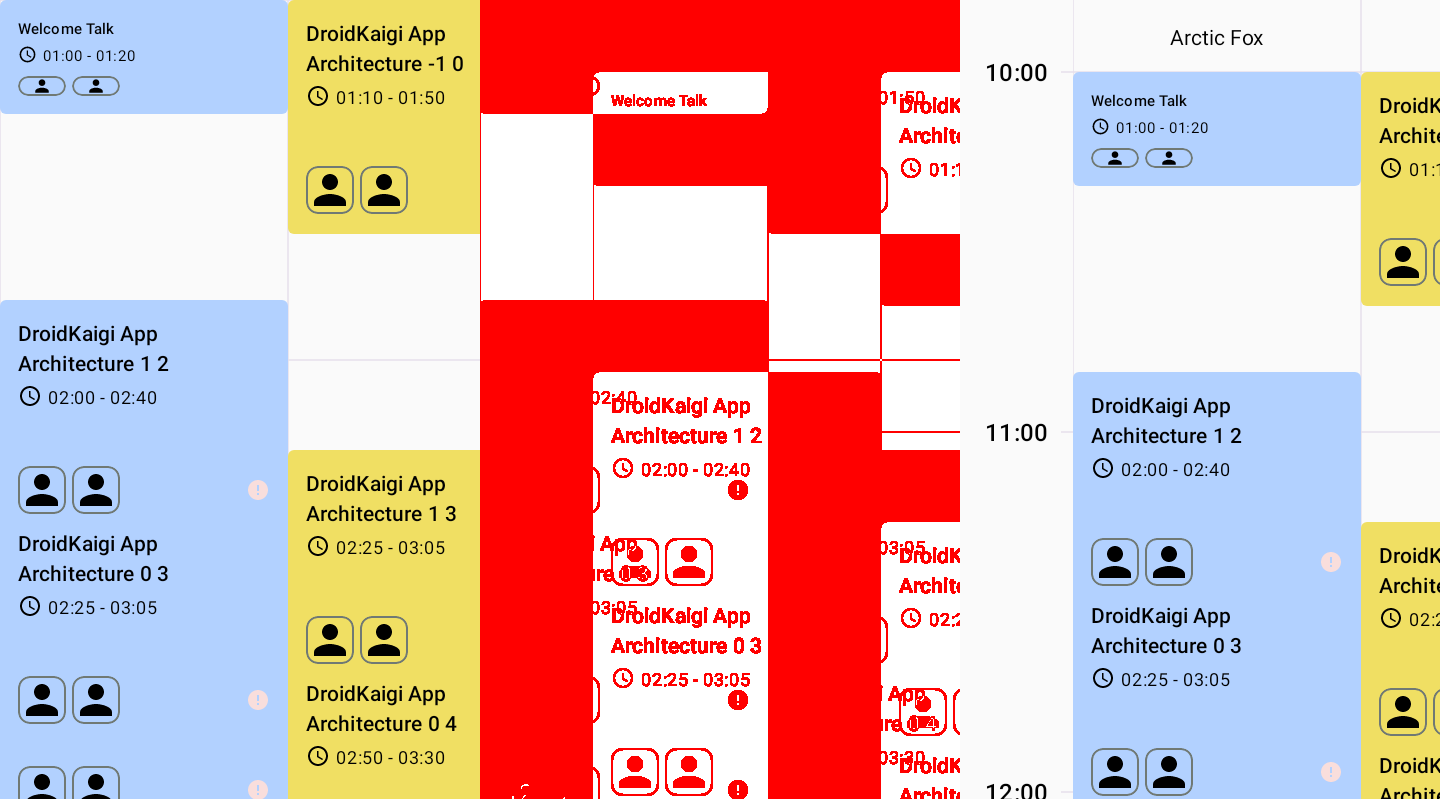 Welcome Talk
01:00 - 01:20
DroidKaigi App
Architecture 1 2
02:00 - 02:40
DroidKaigi App
Architecture 0 3
02:25 - 03:05
DroidKaigi App
Architecture -1 0
01:10 - 01:50
DroidKaigi App
Architecture 1 3
02:25 - 03:05
DroidKaigi App
Architecture 0 4
02:50 - 03:30
Welcome Talk
02:40
DroidKaigi App
Architecture 1 2
02:00 - 02:40
App
03:05
DroidKaigi App
Architecture 0 3
02:25 - 03:05
01:50
DroidK
Archite
01:1
03:05
DroidK
Archite
02:2
App
03:30
DroidK
Archite
10:00
11:00
12:00
Arctic Fox
Welcome Talk
01:00 - 01:20
DroidKaigi App
Architecture 1 2
02:00 - 02:40
DroidKaigi App
Architecture 0 3
02:25 - 03:05
DroidK
Archite
01:1
DroidK
Archite
02:2
DroidK
Archite